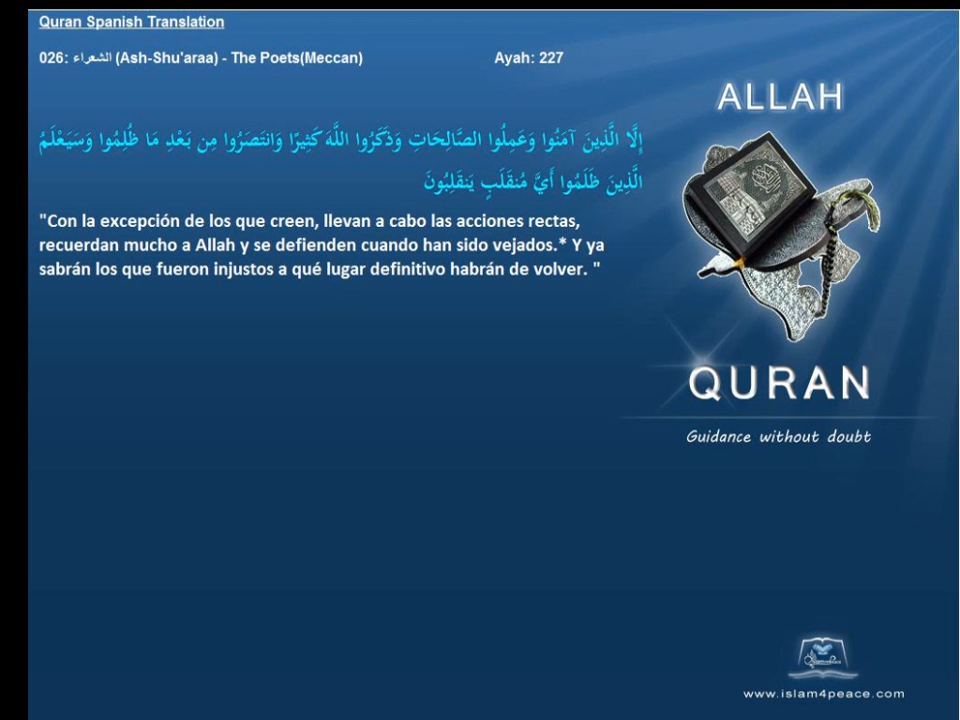 Quran Spanish Translation
026: الشعراء (Ash-Shu'araa) - The Poets(Meccan) Ayah: 227
إِلَّا الَّذِينَ آمَنُوا وَعَمِلُوا الصَّالِحَاتِ وَذَكَرُوا اللَّهَ كَثِيرًا وَانتَصَرُوا مِن بَعْدِ مَا ظُلِمُوا وَسَيَعْلَمُ
الَّذِينَ ظَلَمُوا أَيَّ مُنقَلَبٍ يَنقَلِبُونَ
"Con la excepción de los que creen, llevan a cabo las acciones rectas,
recuerdan mucho a Allah y se defienden cuando han sido vejados.* Y ya
sabrán los que fueron injustos a qué lugar definitivo habrán de volver. "
ALLAH
QURAN
Guidance without doubt
www.islam4peace.com